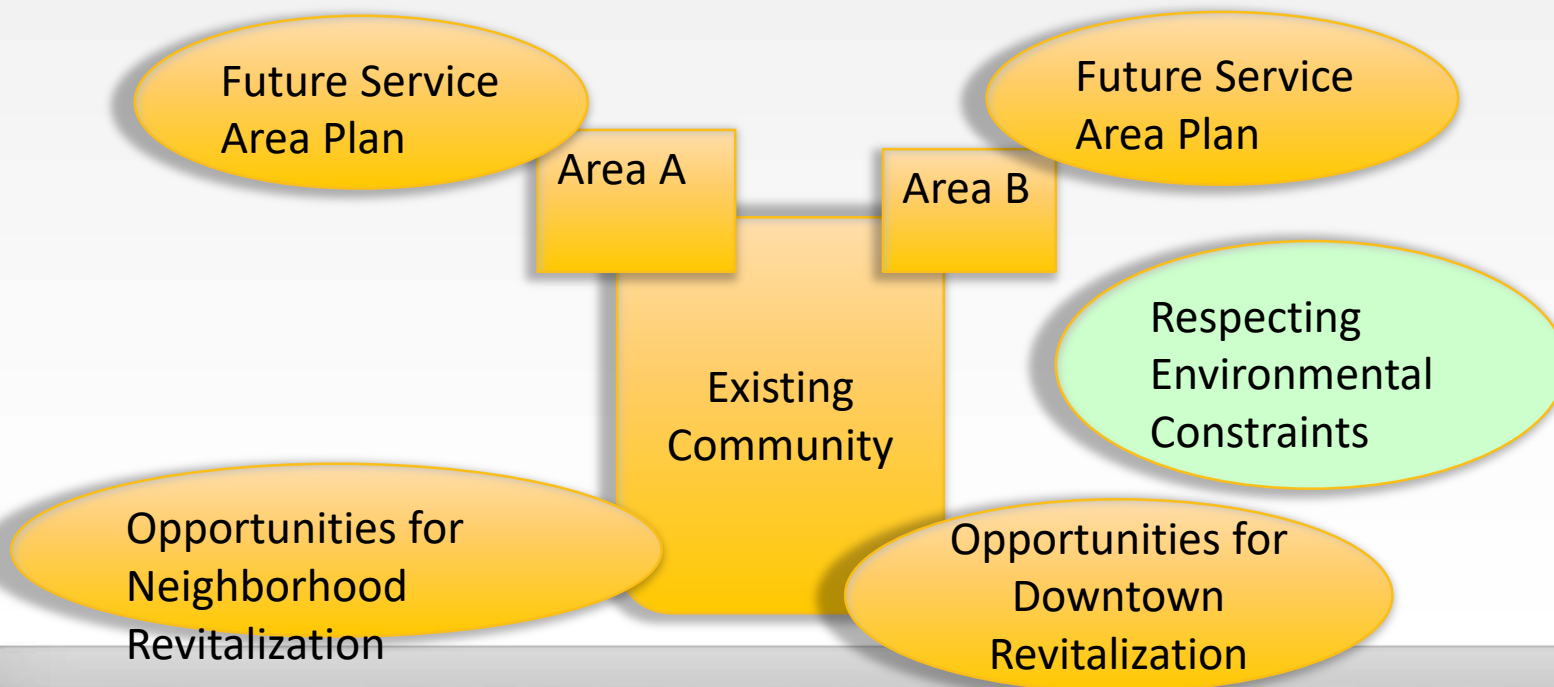 Future Service
Area Plan
Future Service
Area Plan
Area A
Area B
Respecting
Environmental
Constraints
Existing
Community
Opportunities for
Neighborhood
Revitalization
Opportunities for
Downtown
Revitalization